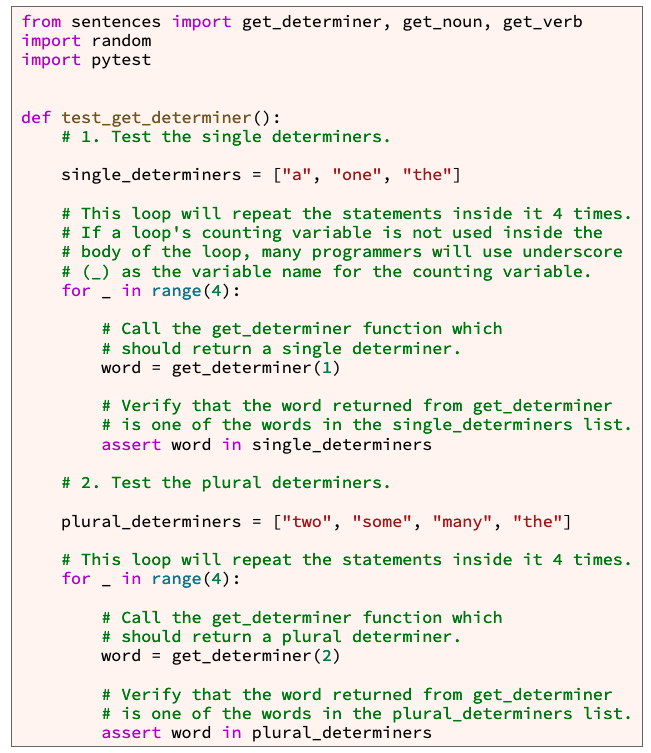 from sentences import get_determiner, get_noun, get_verb
import random
import pytest
def test_get_determiner():
# 1. Test the single determiners.
single_determiners = ["a", "one", "the"]
# This loop will repeat the statements inside it 4 times.
# If a loop's counting variable is not used inside the
# body of the loop, many programmers will use underscore
# (_) as the variable name for the counting variable.
for _ in range(4):
# Call the get_determiner function which
# should return a single determiner.
word = get_determiner(1)
# Verify that the word returned from get_determiner
# is one of the words in the single_determiners list.
assert word in single_determiners
# 2. Test the plural determiners.
plural_determiners = ["two", "some", "many", "the"]
# This loop will repeat the statements inside it 4 times.
for _ in range(4):
# Call the get_determiner function which
# should return a plural determiner.
word = get_determiner(2)
# Verify that the word returned from get_determiner
# is one of the words in the plural_determiners list.
assert word in plural_determiners